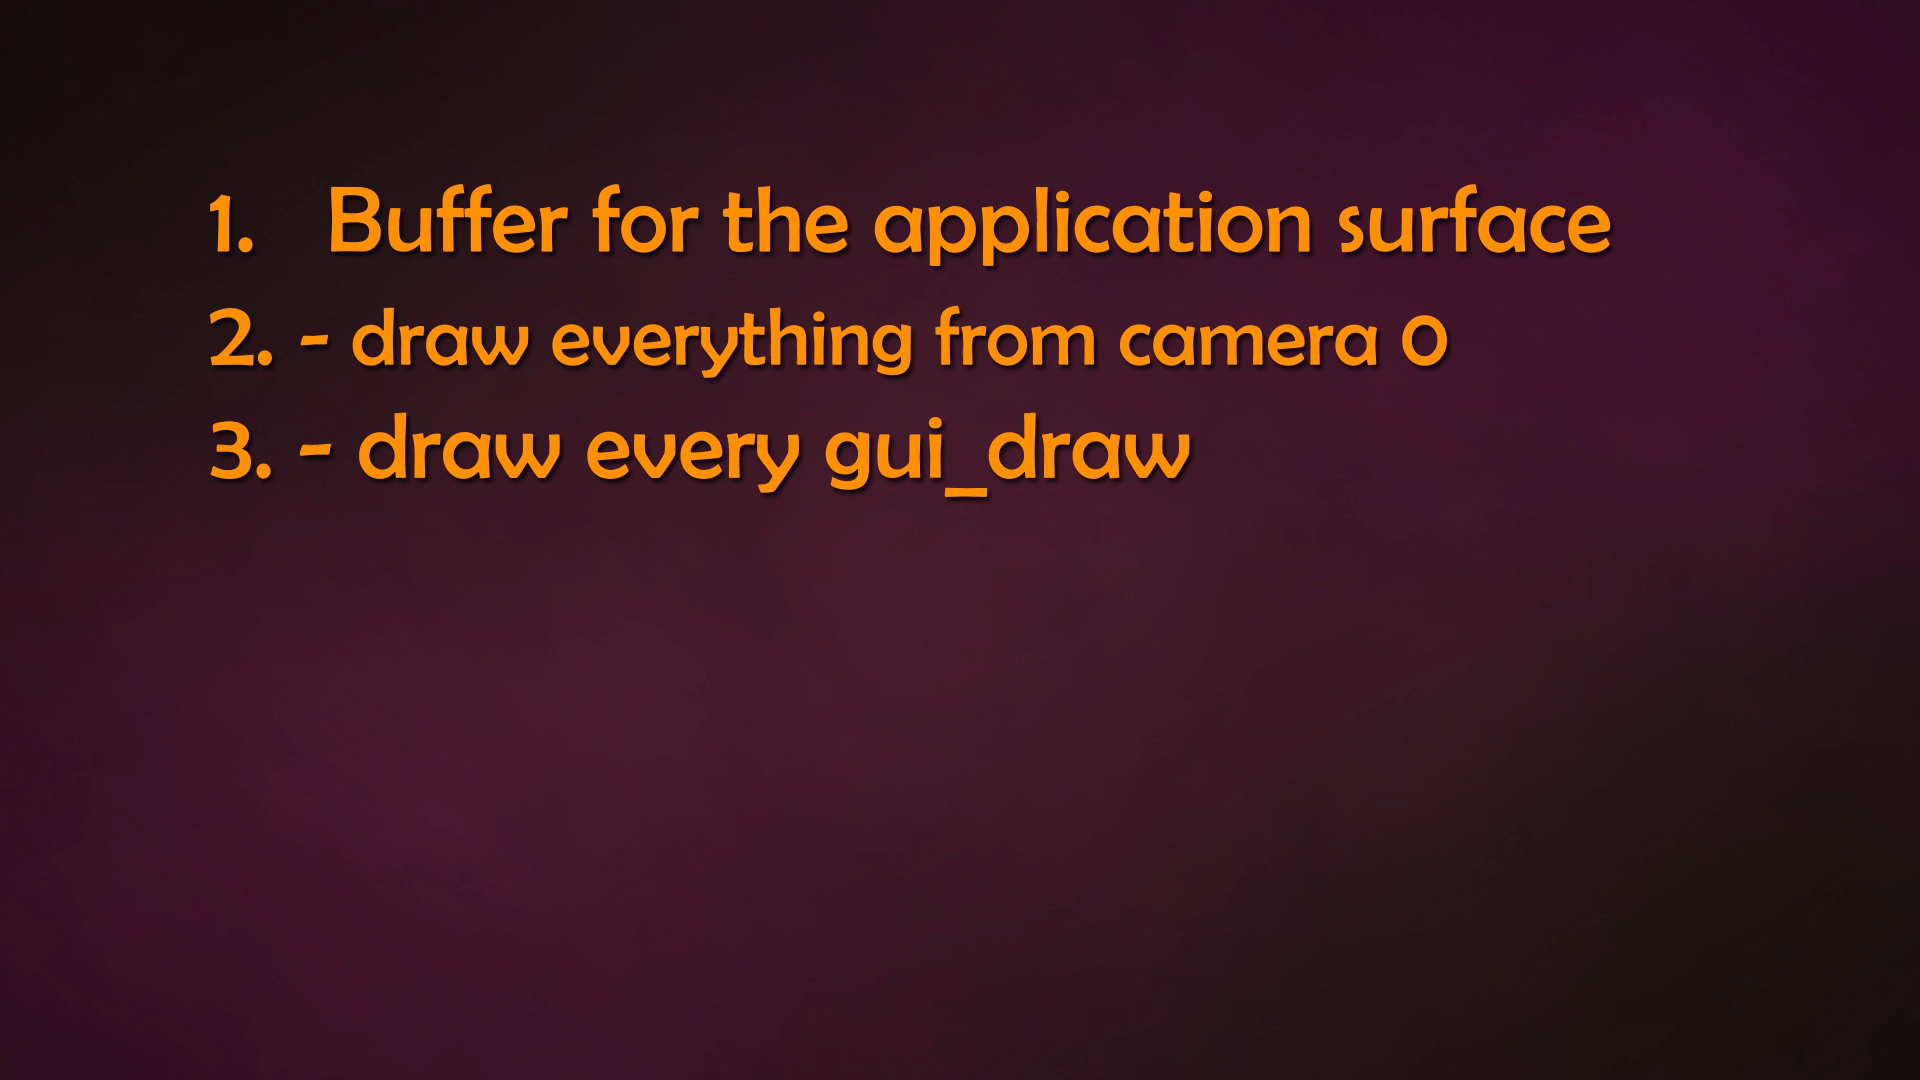 1. Buffer for the application surface
2. - draw everything from camera 0
3. - draw every gui_draw